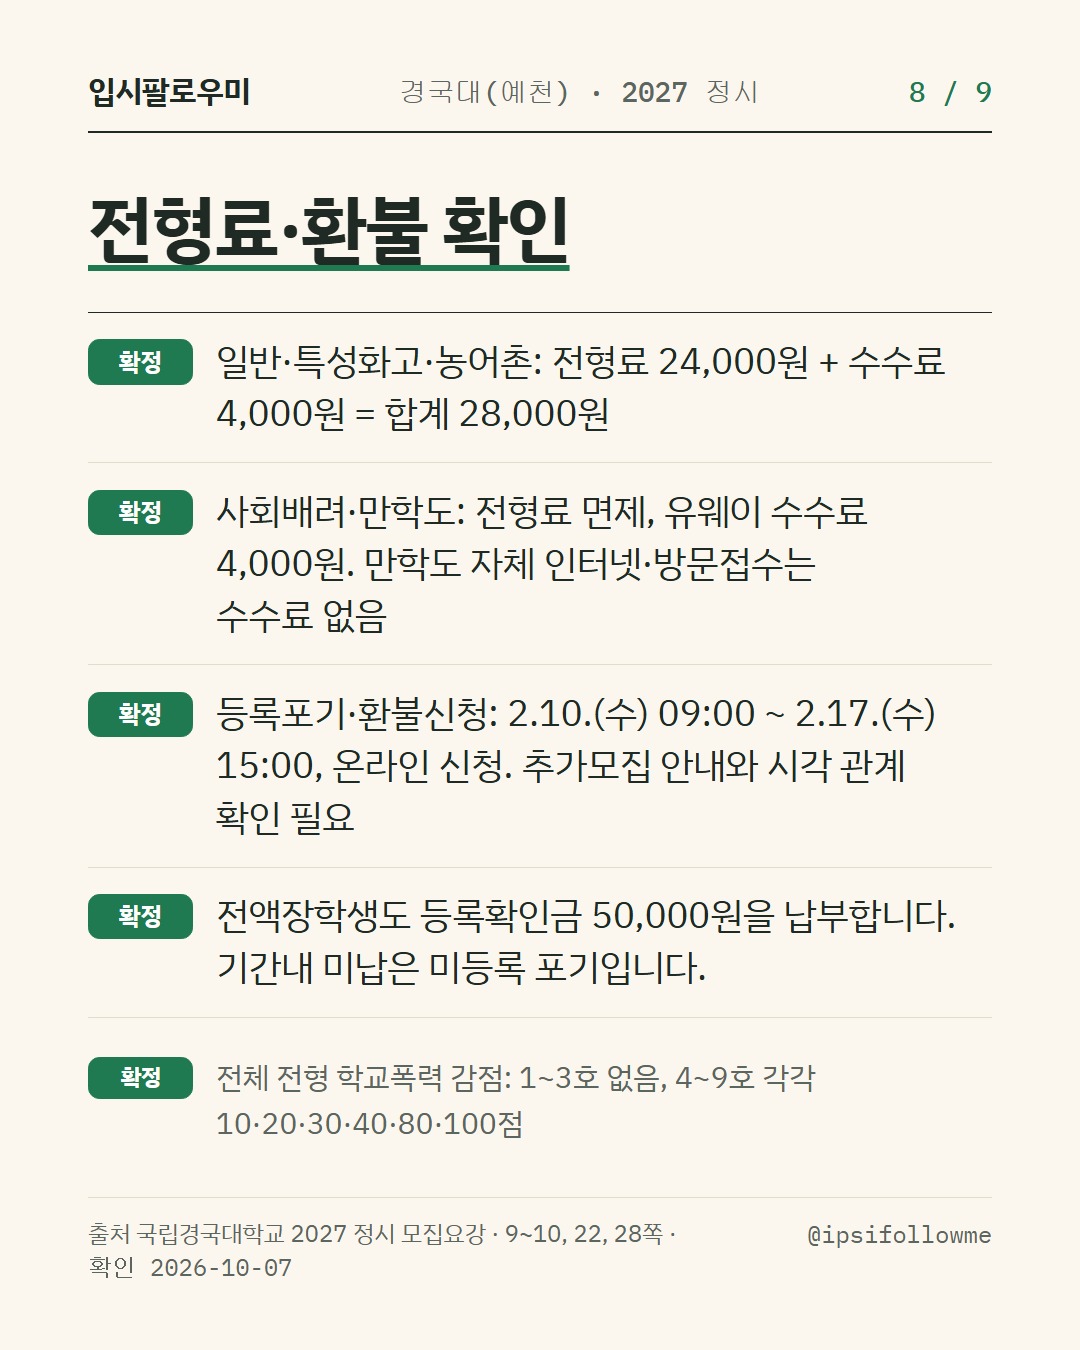 입시팔로우미
경국대(예천) · 2027 정시
8 / 9
전형료·환불 확인
확정
일반·특성화고·농어촌: 전형료 24,000원 + 수수료
4,000원 = 합계 28,000원
확정
사회배려·만학도: 전형료 면제, 유웨이 수수료
4,000원. 만학도 자체 인터넷·방문접수는
수수료 없음
확정
등록포기·환불신청: 2.10.(수) 09:00 ~ 2.17.(수)
15:00, 온라인 신청. 추가모집 안내와 시각 관계
확인 필요
확정
전액장학생도 등록확인금 50,000원을 납부합니다.
기간내 미납은 미등록 포기입니다.
확정
전체 전형 학교폭력 감점: 1~3호 없음, 4~9호 각각
10·20·30·40·80·100점
출처 국립경국대학교 2027 정시 모집요강 · 9~10, 22, 28쪽 ·
확인 2026-10-07
@ipsifollowme